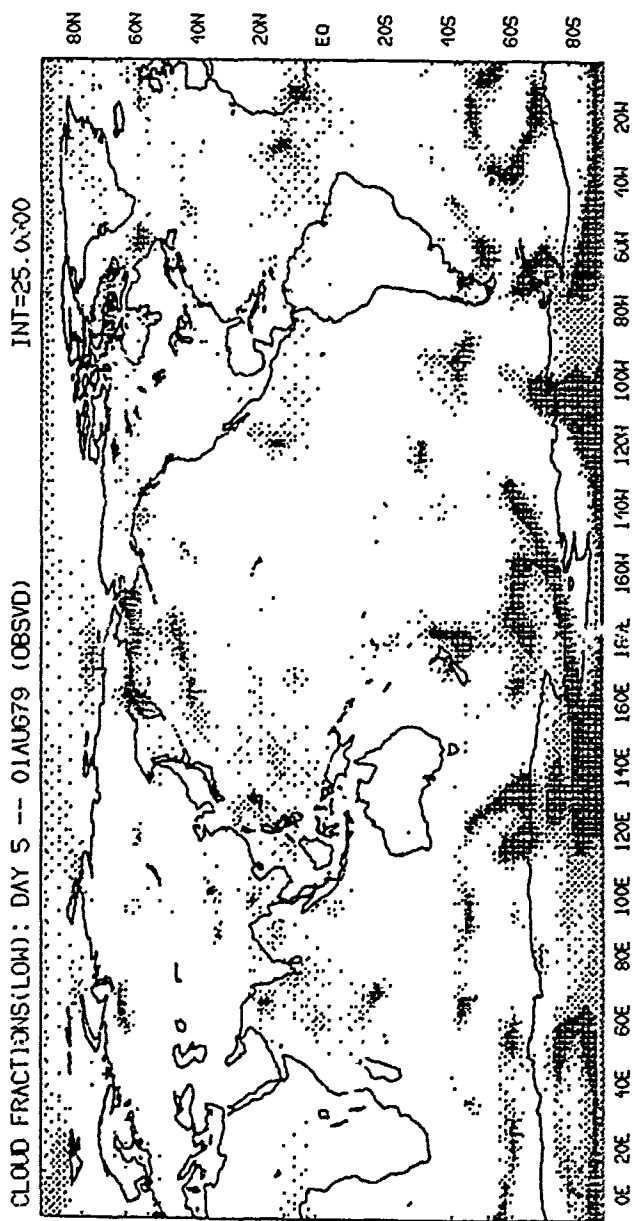 CLOUD FRACTIONS(LOW): DAY 5 -- 01AUG79 (OBSVD)
INT=25.0000
80N
60N
40N
20N
EQ
20S
40S
60S
80S
0E 20E 40E 60E 80E 100E 120E 140E 160E 160W 140W 120W 100W 80W 60W 40W 20W